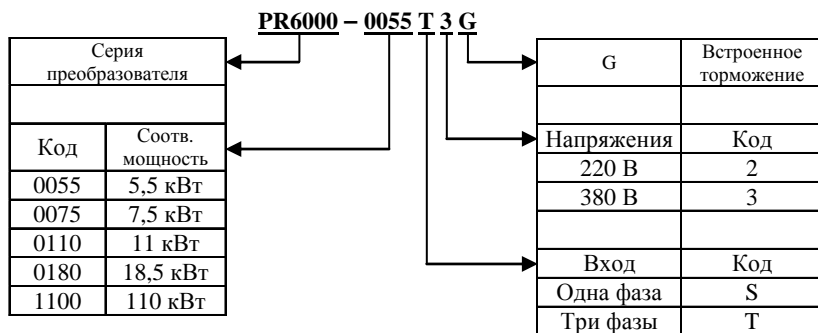 PR6000 – 0055 T 3 G
Серия
преобразователя
Код Соотв.
мощность
0055 5,5 кВт
0075 7,5 кВт
0110 11 кВт
0180 18,5 кВт
1100 110 кВт
G Встроенное
торможение
Напряжения Код
220 В 2
380 В 3
Вход Код
Одна фаза S
Три фазы T